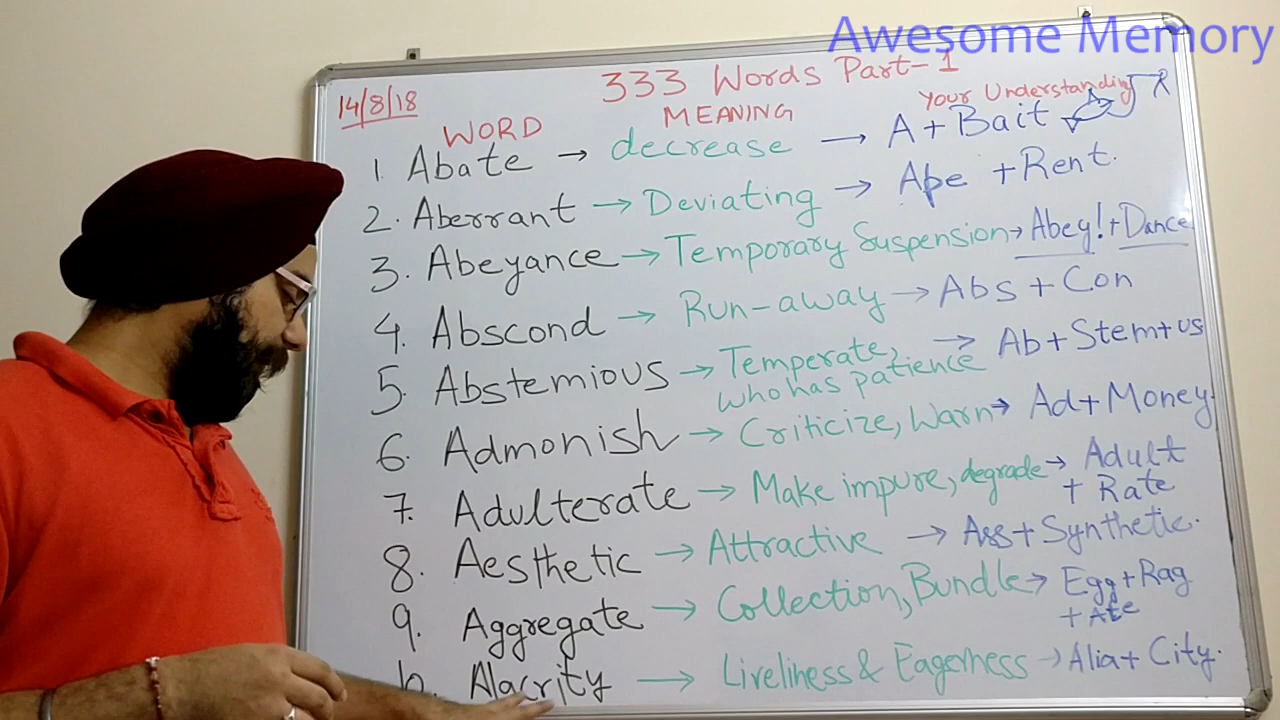 Awesome Memory
333 Words Part-1
14/8/18
WORD MEANING Your Understanding
1. Abate → decrease → A + Bait
2. Aberrant → Deviating → Ape + Rent.
3. Abeyance → Temporary Suspension → Abey! + Dance
4. Abscond → Run-away → Abs + Con
5. Abstemious → Temperate, → Ab + Stem + us
who has patience
6. Admonish → Criticize, Warn → Ad + Money.
7. Adulterate → Make impure, degrade → Adult
+ Rate
8. Aesthetic → Attractive → Ass + Synthetic.
9. Aggregate → Collection, Bundle → Egg + Rag
+ Ate
10. Alacrity → Liveliness & Eagerness → Alia + City.